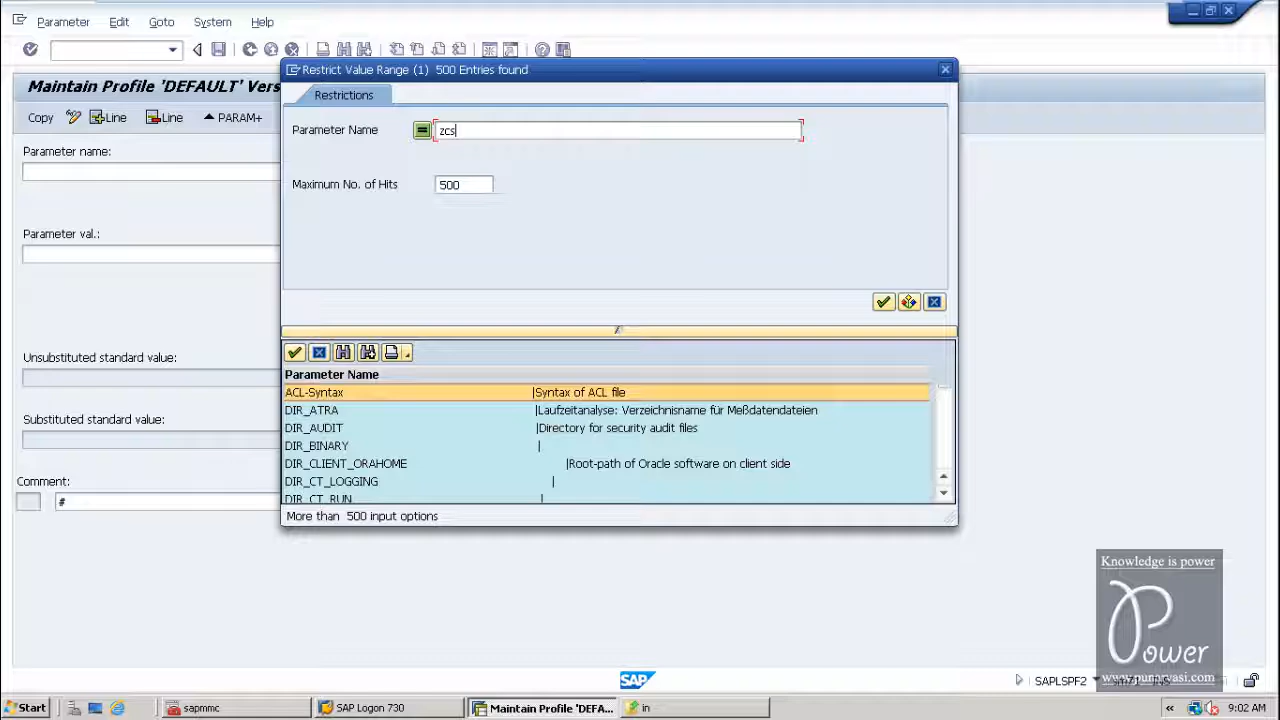 Parameter Edit Goto System Help
Maintain Profile 'DEFAULT' Vers
Copy Line Line PARAM+
Restrict Value Range (1) 500 Entries found
Restrictions
Parameter Name zcs
Maximum No. of Hits 500
Parameter name:
Parameter val.:
Unsubstituted standard value:
Substituted standard value:
Comment:
#
Parameter Name
ACL-Syntax |Syntax of ACL file
DIR_ATRA |Laufzeitanalyse: Verzeichnisname für Meßdatendateien
DIR_AUDIT |Directory for security audit files
DIR_BINARY |
DIR_CLIENT_ORAHOME |Root-path of Oracle software on client side
DIR_CT_LOGGING |
DIR_CT_RUN |
More than 500 input options
Knowledge is power
Power
SAP
SAPLSPF2
Start sapmmc SAP Logon 730 Maintain Profile 'DEFA... in « 9:02 AM